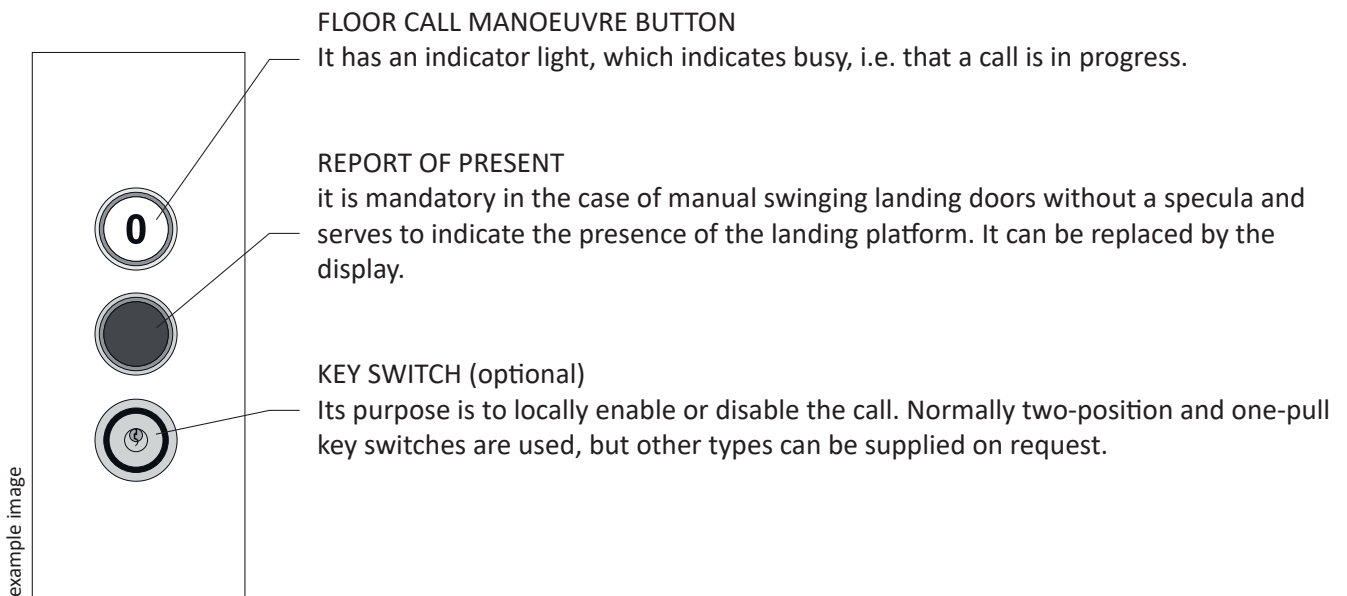 FLOOR CALL MANOEUVRE BUTTON
It has an indicator light, which indicates busy, i.e. that a call is in progress.
REPORT OF PRESENT
it is mandatory in the case of manual swinging landing doors without a specula and
serves to indicate the presence of the landing platform. It can be replaced by the
display.
0
KEY SWITCH (optional)
Its purpose is to locally enable or disable the call. Normally two-position and one-pull
key switches are used, but other types can be supplied on request.
example image